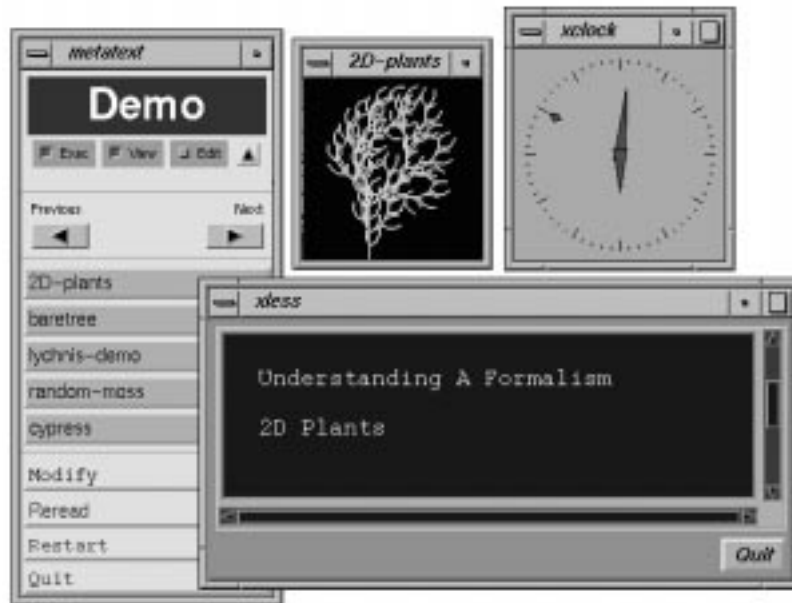 metatext
Demo
Exec View Edit
Previous Next
2D-plants
baretree
lychnis-demo
random-moss
cypress
Modify
Reread
Restart
Quit
2D-plants
xclock
xless
Understanding A Formalism
2D Plants
Quit